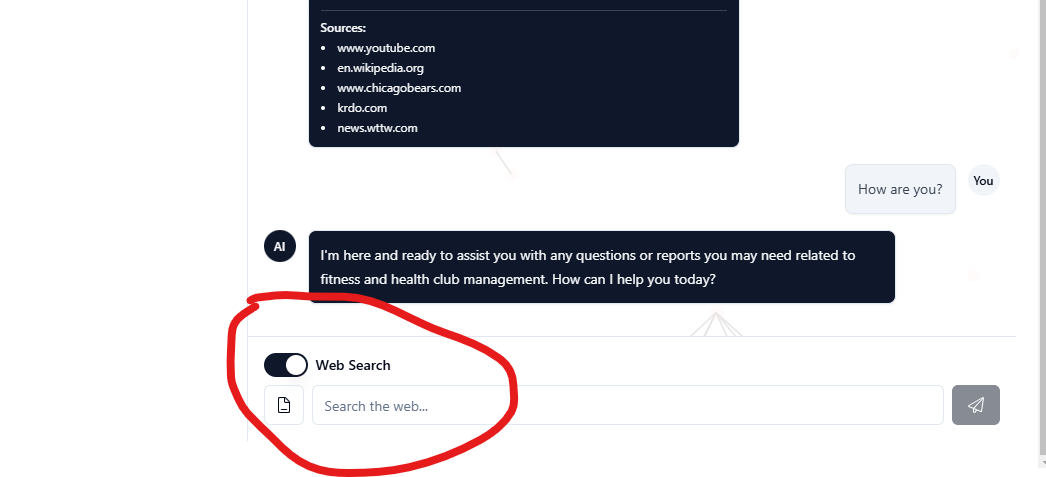 Sources:
www.youtube.com
en.wikipedia.org
www.chicagobears.com
krdo.com
news.wttw.com
How are you?
You
AI
I'm here and ready to assist you with any questions or reports you may need related to
fitness and health club management. How can I help you today?
Web Search
Search the web...